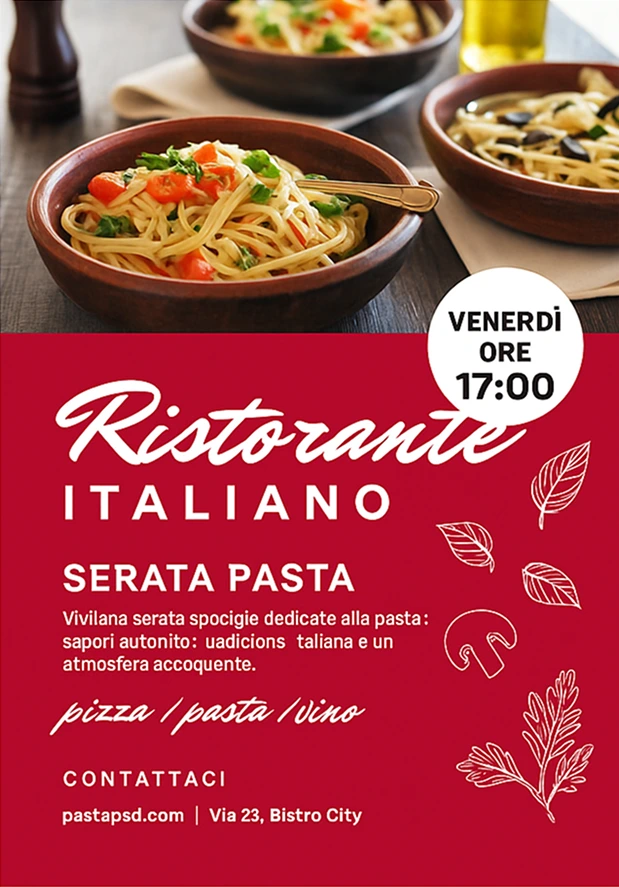 VENERDÌ
ORE
17:00
Ristorante
ITALIANO
SERATA PASTA
Vivilana serata spocigie dedicate alla pasta:
sapori autonito: uadicions taliana e un
atmosfera accoquente.
pizza / pasta / vino
CONTATTACI
pastapsd.com | Via 23, Bistro City